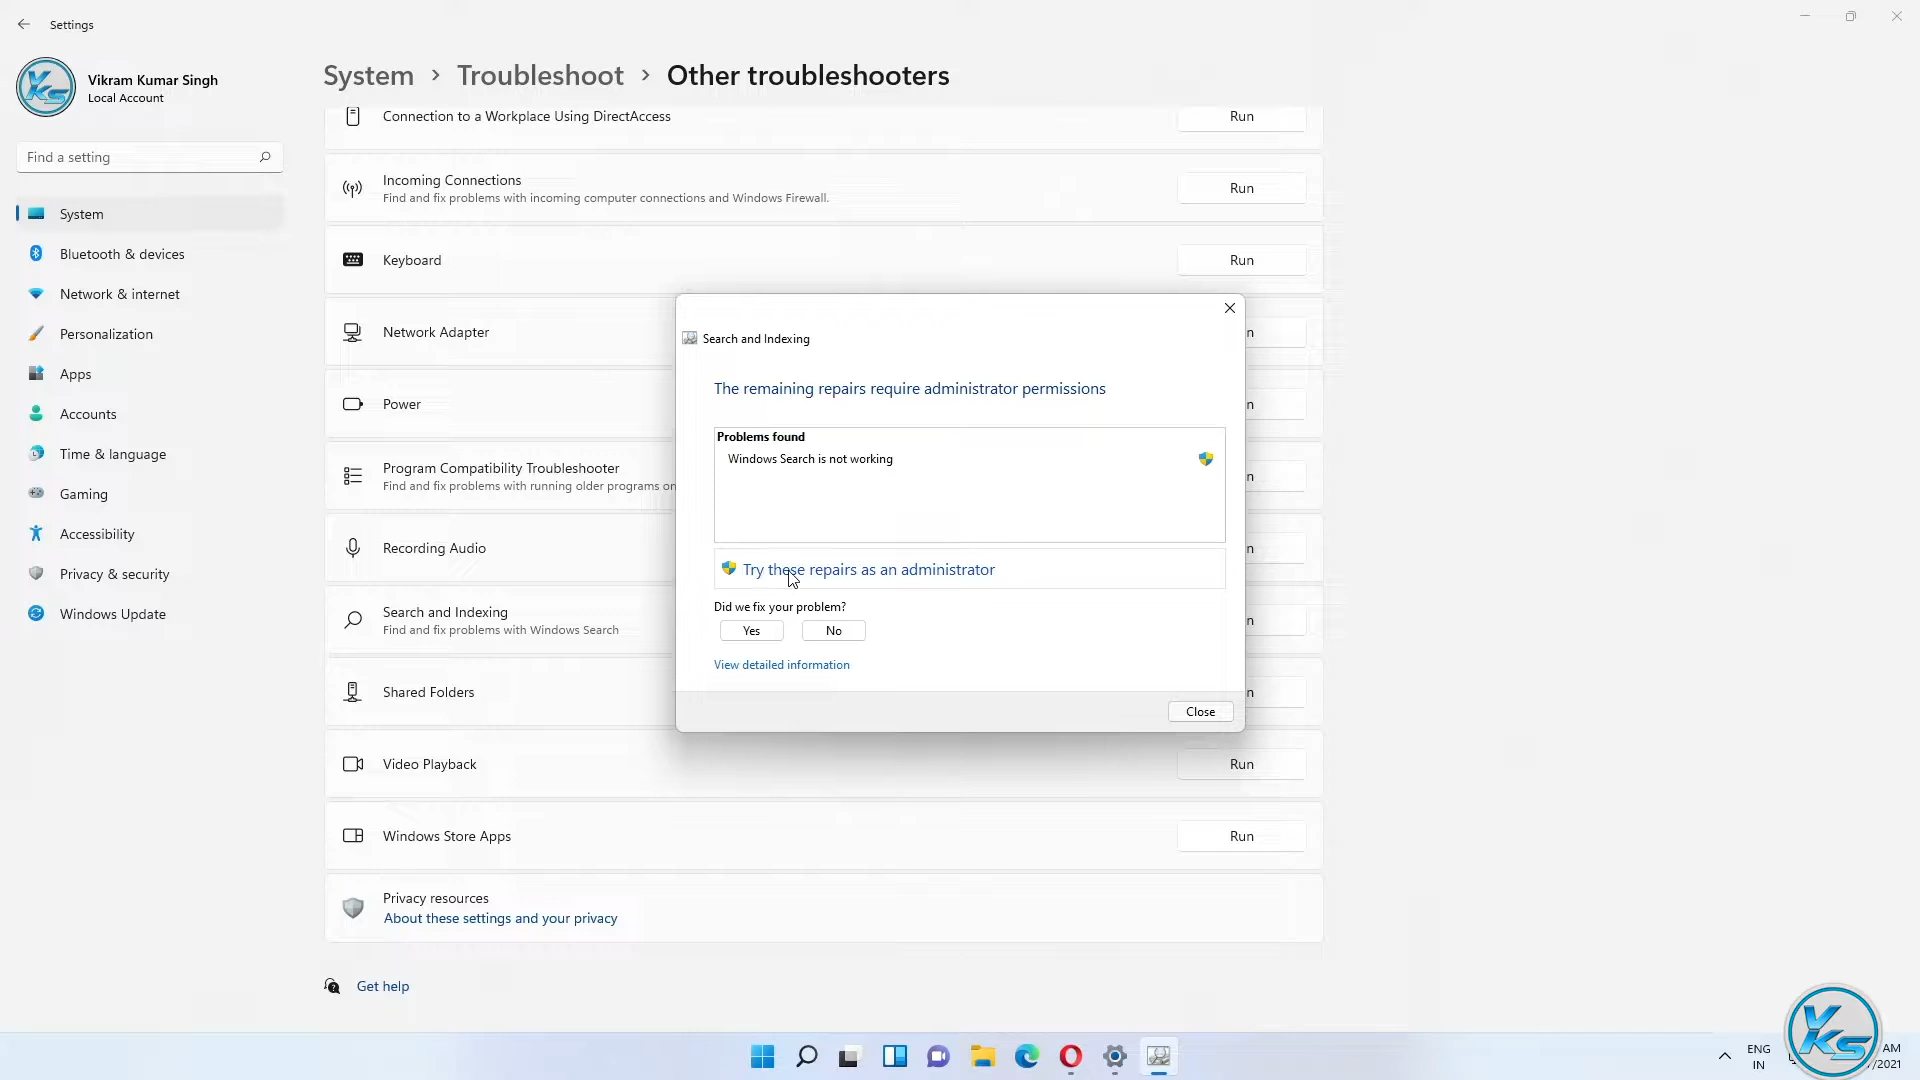 Settings
Vikram Kumar Singh
Local Account
Find a setting
System
Bluetooth & devices
Network & internet
Personalization
Apps
Accounts
Time & language
Gaming
Accessibility
Privacy & security
Windows Update
System > Troubleshoot > Other troubleshooters
Connection to a Workplace Using DirectAccess
Run
Incoming Connections
Find and fix problems with incoming computer connections and Windows Firewall.
Run
Keyboard
Run
Network Adapter
Power
Program Compatibility Troubleshooter
Find and fix problems with running older programs
Recording Audio
Search and Indexing
Find and fix problems with Windows Search
Shared Folders
Video Playback
Run
Windows Store Apps
Run
Privacy resources
About these settings and your privacy
Get help
Search and Indexing
The remaining repairs require administrator permissions
Problems found
Windows Search is not working
Try these repairs as an administrator
Did we fix your problem?
Yes No
View detailed information
Close
ENG
IN
AM
/2021
VKS